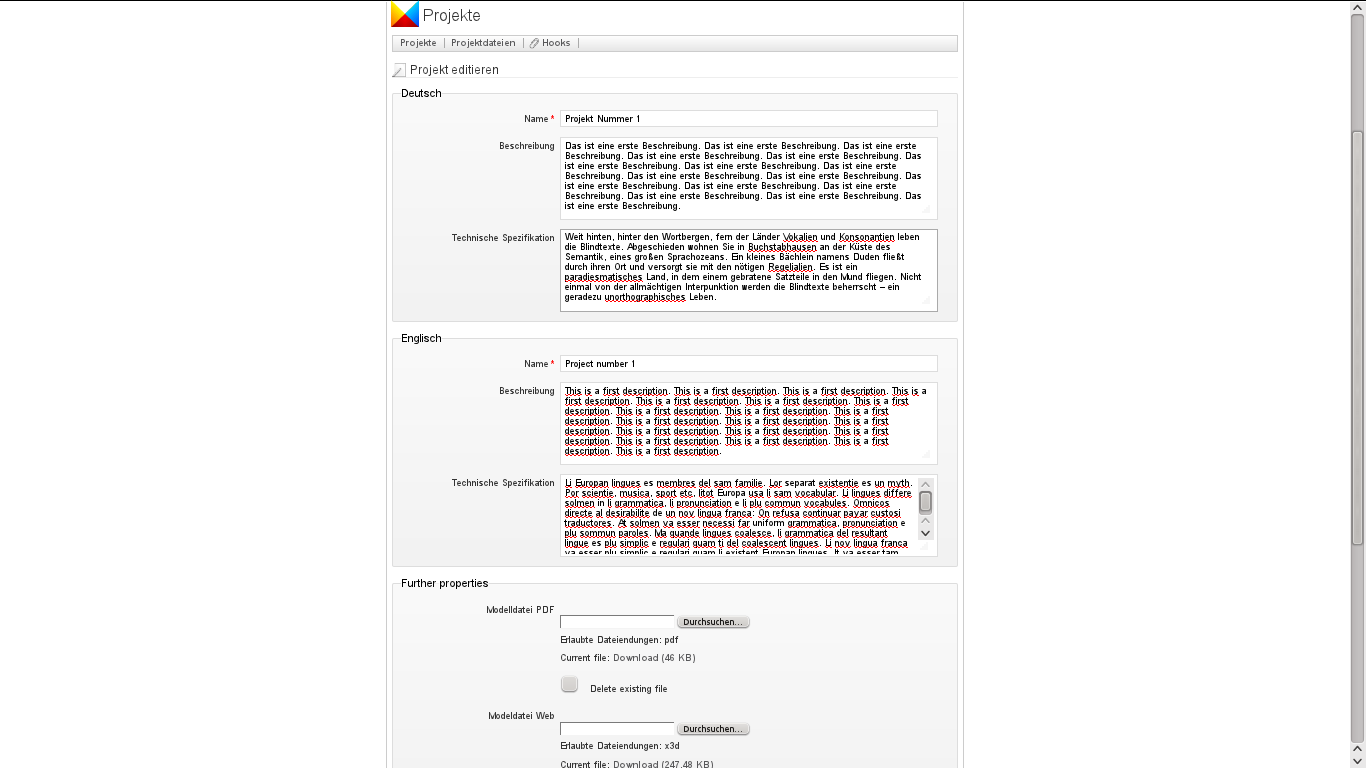 Projekte
Projekte | Projektdateien | Hooks |
Projekt editieren
Deutsch
Name * Projekt Nummer 1
Beschreibung
Das ist eine erste Beschreibung. Das ist eine erste Beschreibung. Das ist eine erste
Beschreibung. Das ist eine erste Beschreibung. Das ist eine erste Beschreibung. Das
ist eine erste Beschreibung. Das ist eine erste Beschreibung. Das ist eine erste
Beschreibung. Das ist eine erste Beschreibung. Das ist eine erste Beschreibung. Das
ist eine erste Beschreibung. Das ist eine erste Beschreibung. Das ist eine erste
Beschreibung. Das ist eine erste Beschreibung. Das ist eine erste Beschreibung. Das
ist eine erste Beschreibung.
Technische Spezifikation
Weit hinten, hinter den Wortbergen, fern der Länder Vokalien und Konsonantien leben
die Blindtexte. Abgeschieden wohnen Sie in Buchstabhausen an der Küste des
Semantik, eines großen Sprachozeans. Ein kleines Bächlein namens Duden fließt
durch ihren Ort und versorgt sie mit den nötigen Regelialien. Es ist ein
paradiesmatisches Land, in dem einem gebratene Satzteile in den Mund fliegen. Nicht
einmal von der allmächtigen Interpunktion werden die Blindtexte beherrscht – ein
geradezu unorthographisches Leben.
Englisch
Name * Project number 1
Beschreibung
This is a first description. This is a first description. This is a first description. This is a
first description. This is a first description. This is a first description. This is a first
description. This is a first description. This is a first description. This is a first
description. This is a first description. This is a first description. This is a first
description. This is a first description. This is a first description. This is a first
description. This is a first description. This is a first description. This is a first
description. This is a first description.
Technische Spezifikation
Li Europan lingues es membres del sam familie. Lor separat existentie es un myth.
Por scientie, musica, sport etc, litot Europa usa li sam vocabular. Li lingues differe
solmen in li grammatica, li pronunciation e li plu commun vocabules. Omnicos
directe al desirabilite de un nov lingua franca: On refusa continuar payar custosi
traductores. At solmen va esser necessi far uniform grammatica, pronunciation e
plu sommun paroles. Ma quande lingues coalesce, li grammatica del resultant
lingue es plu simplic e regulari quam ti del coalescent lingues. Li nov lingua franca
va esser plu simplic e regulari quam li existent Europan lingues. It va esser tam
Further properties
Modelldatei PDF
Durchsuchen...
Erlaubte Dateiendungen: pdf
Current file: Download (46 KB)
Delete existing file
Modeldatei Web
Durchsuchen...
Erlaubte Dateiendungen: x3d
Current file: Download (247.48 KB)